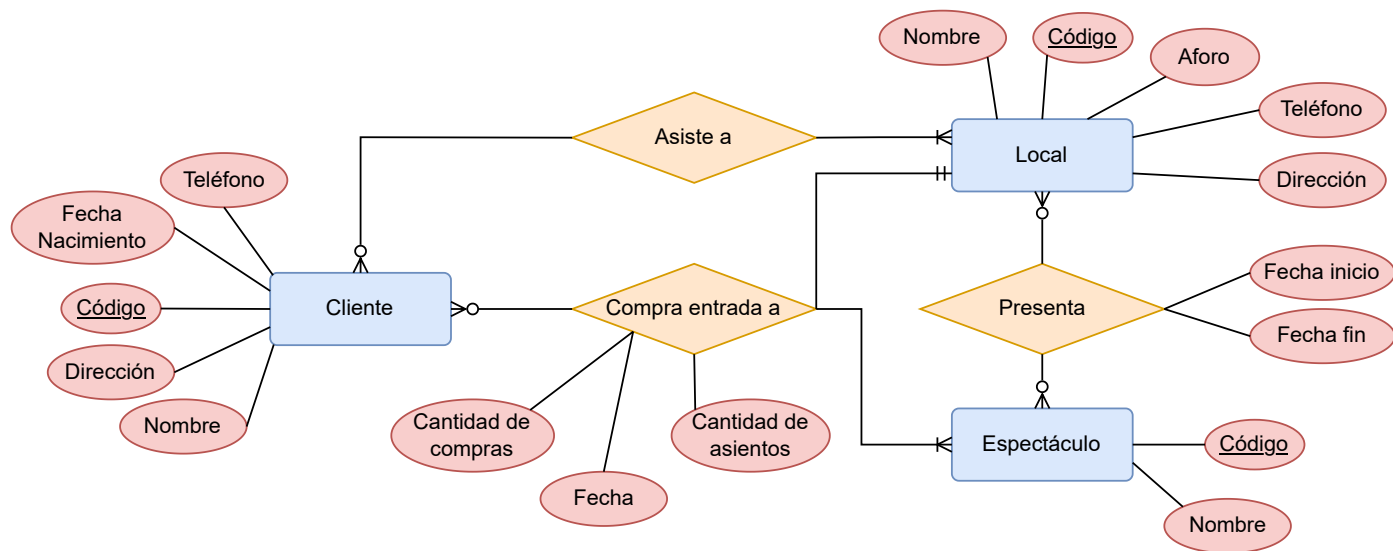 Nombre
Código
Aforo
Teléfono
Dirección
Local
Asiste a
Teléfono
Fecha
Nacimiento
Código
Dirección
Nombre
Cliente
Compra entrada a
Cantidad de
compras
Fecha
Cantidad de
asientos
Presenta
Fecha inicio
Fecha fin
Espectáculo
Código
Nombre